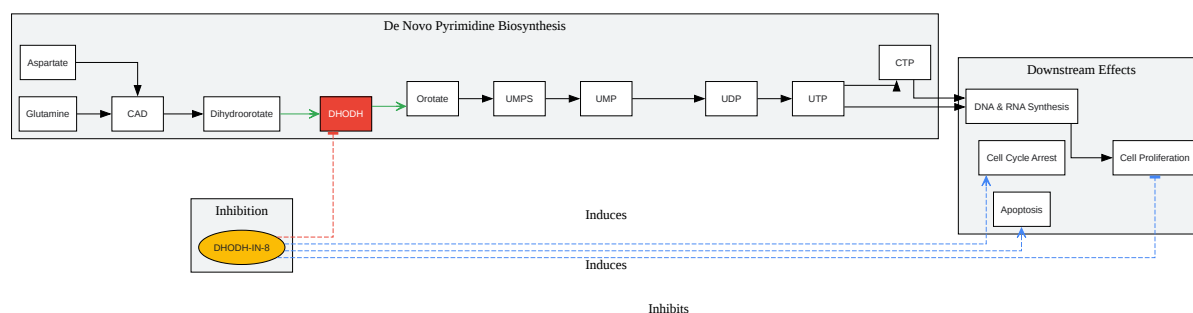 De Novo Pyrimidine Biosynthesis
Aspartate
Glutamine
CAD
Dihydroorotate
DHODH
Orotate
UMPS
UMP
UDP
UTP
CTP
Downstream Effects
DNA & RNA Synthesis
Cell Cycle Arrest
Cell Proliferation
Apoptosis
Inhibition
DHODH-IN-8
Induces
Induces
Inhibits